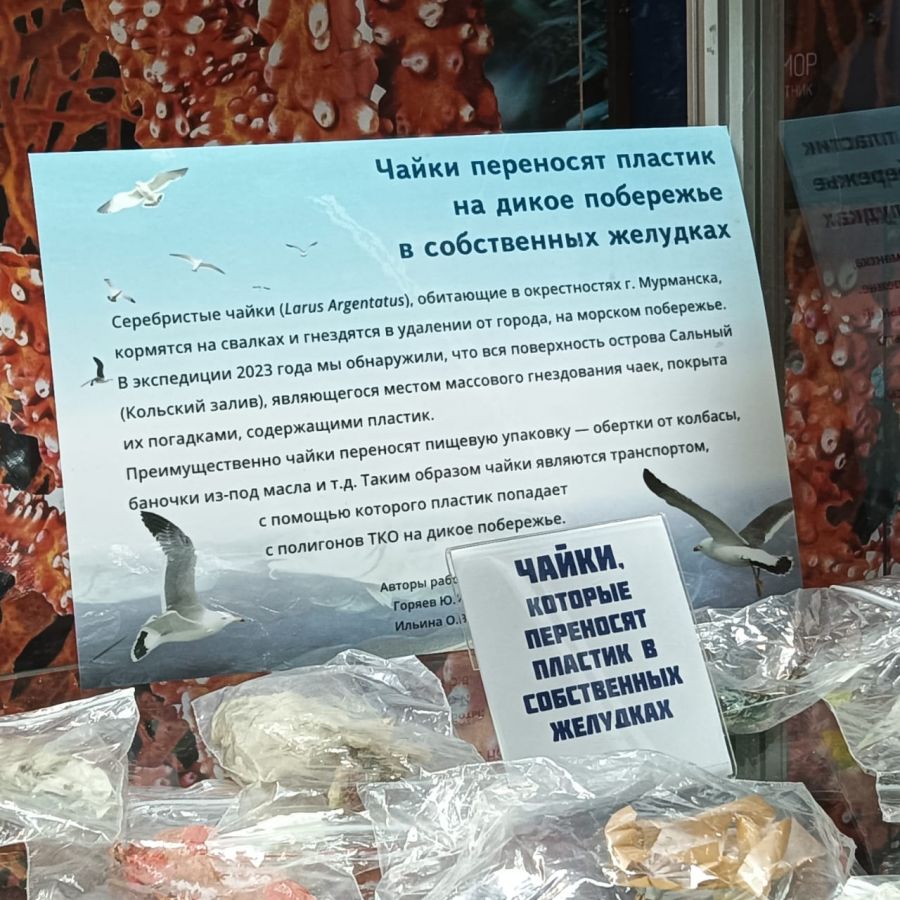 Чайки переносят пластик
на дикое побережье
в собственных желудках
Серебристые чайки (Larus Argentatus), обитающие в окрестностях г. Мурманска,
кормятся на свалках и гнездятся в удалении от города, на морском побережье.
В экспедиции 2023 года мы обнаружили, что вся поверхность острова Сальный
(Кольский залив), являющегося местом массового гнездования чаек, покрыта
их погадками, содержащими пластик.
Преимущественно чайки переносят пищевую упаковку — обертки от колбасы,
баночки из-под масла и т.д. Таким образом чайки являются транспортом,
с помощью которого пластик попадает
с полигонов ТКО на дикое побережье.
Авторы
Горяев Ю.
Ильина О.
ЧАЙКИ,
КОТОРЫЕ
ПЕРЕНОСЯТ
ПЛАСТИК В
СОБСТВЕННЫХ
ЖЕЛУДКАХ